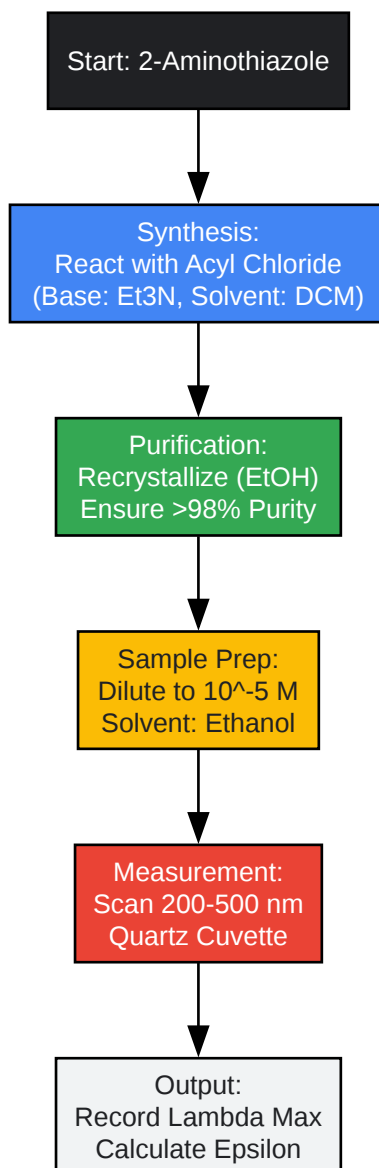 Start: 2-Aminothiazole
Synthesis:
React with Acyl Chloride
(Base: Et3N, Solvent: DCM)
Purification:
Recrystallize (EtOH)
Ensure >98% Purity
Sample Prep:
Dilute to 10^-5 M
Solvent: Ethanol
Measurement:
Scan 200-500 nm
Quartz Cuvette
Output:
Record Lambda Max
Calculate Epsilon